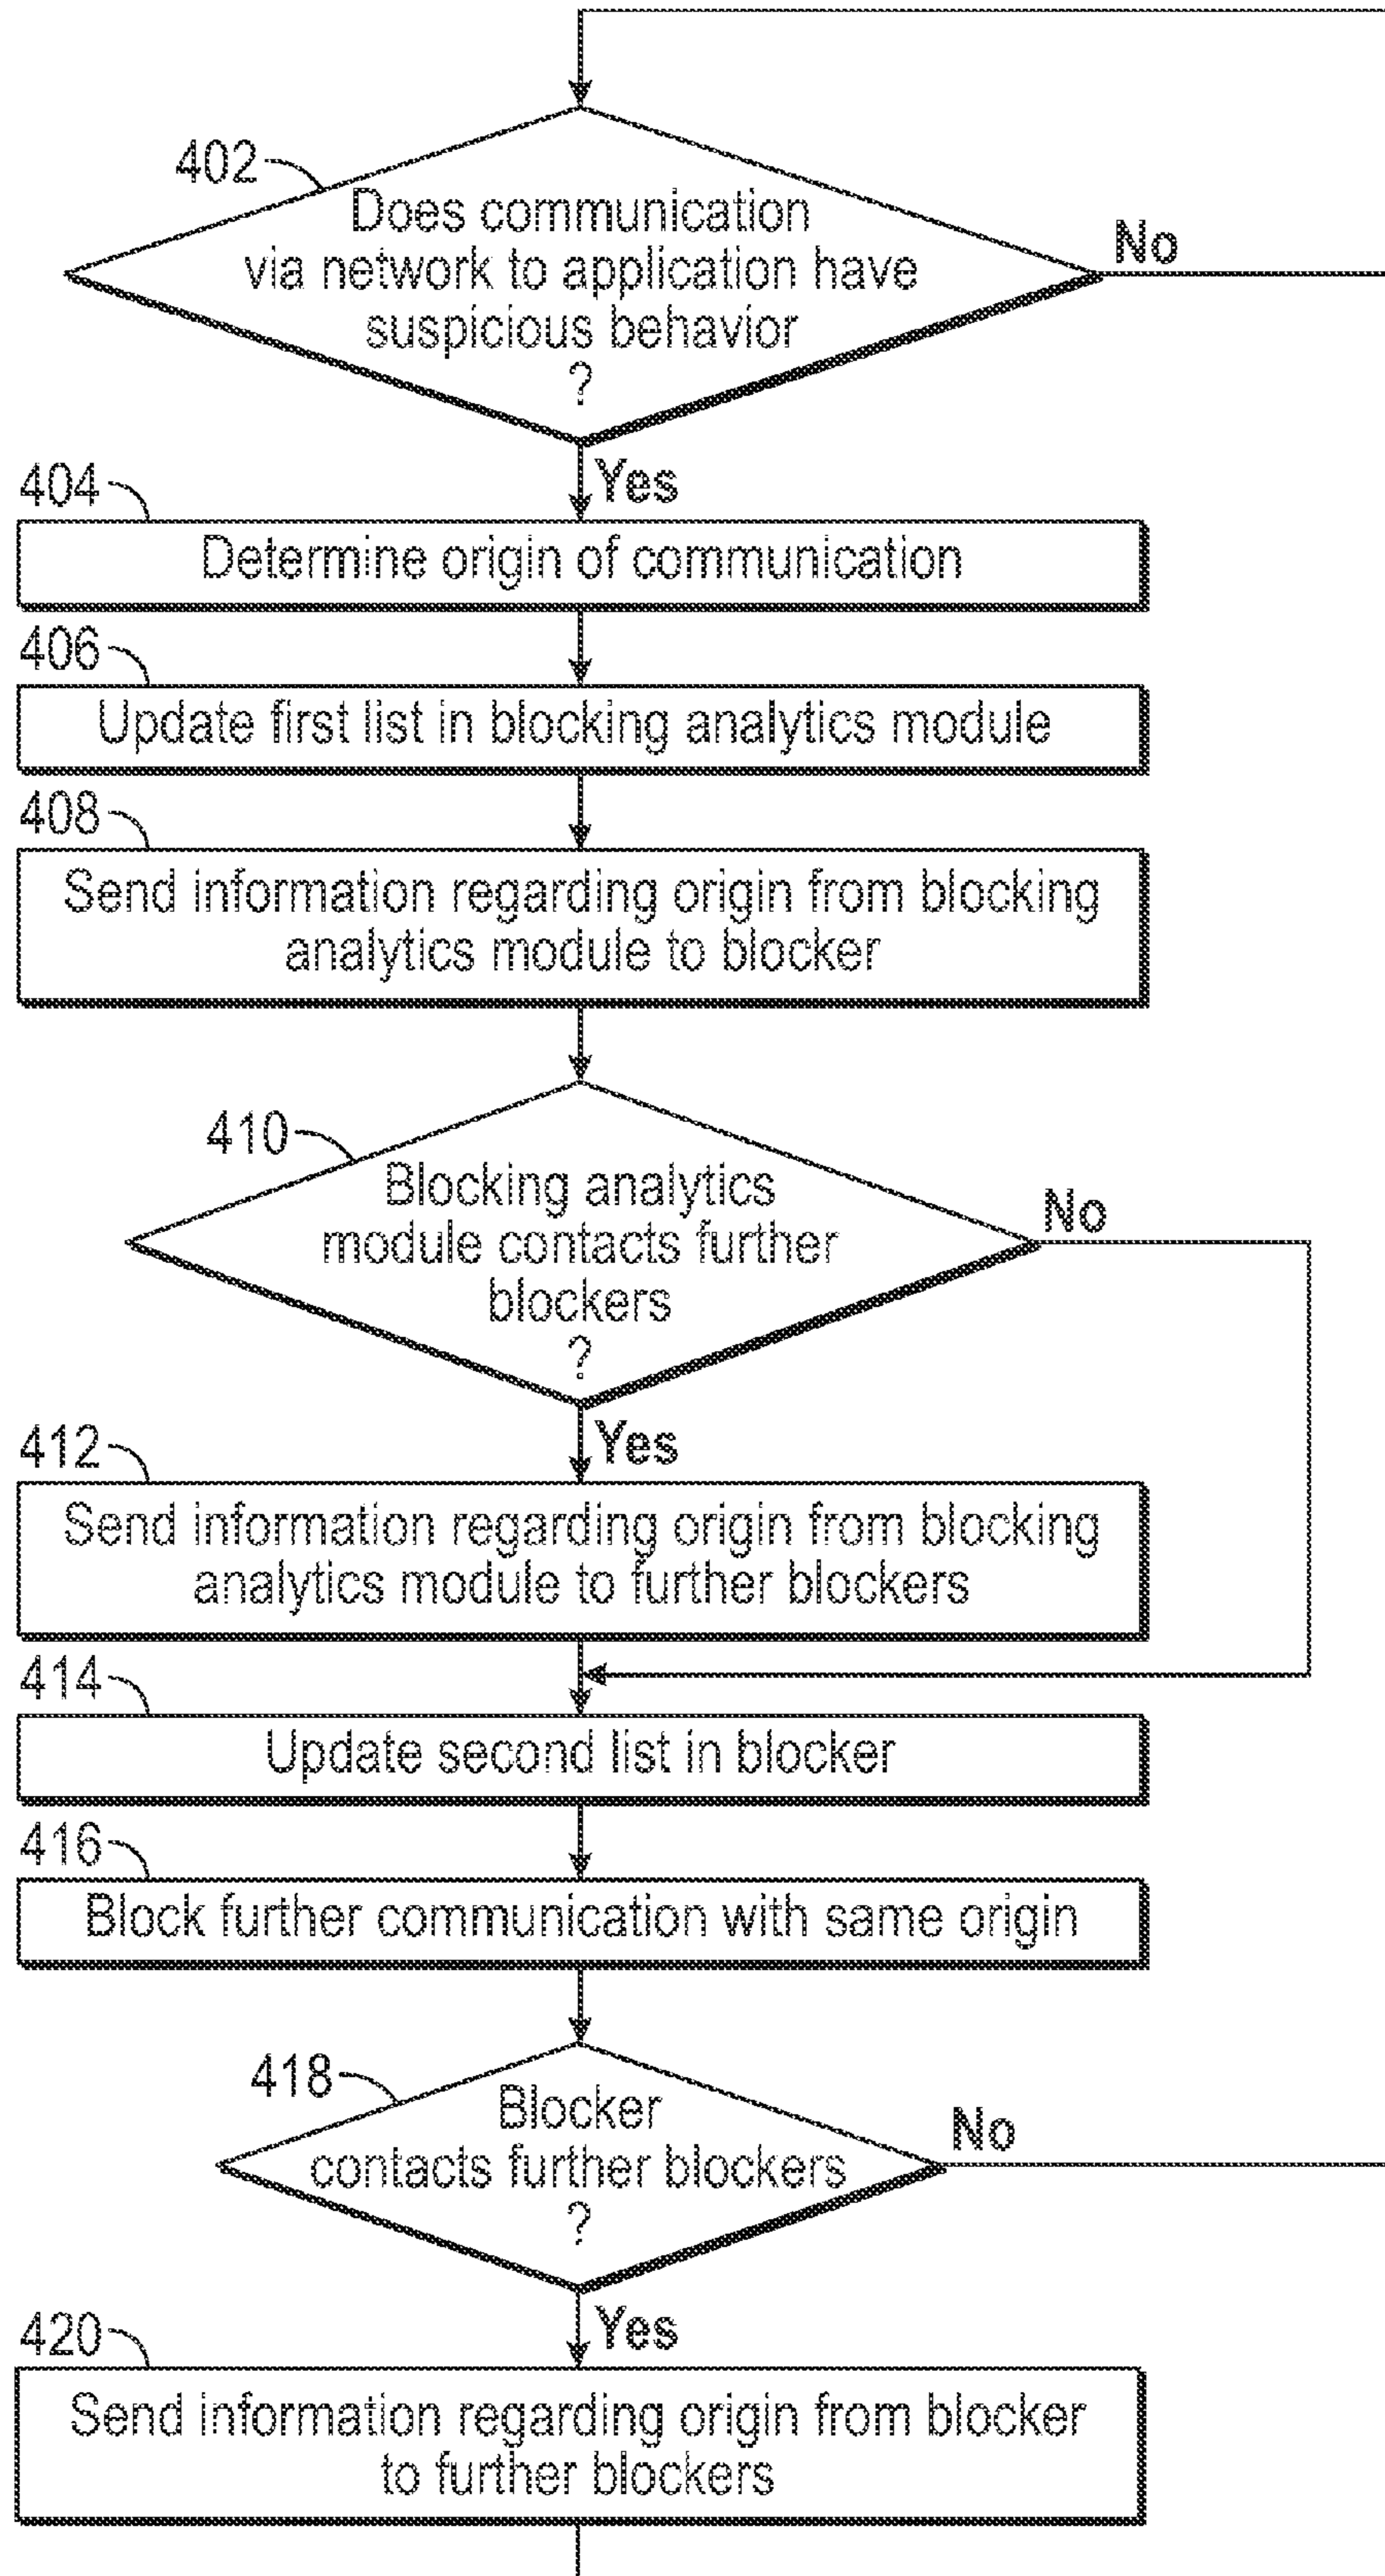 402
Does communication
via network to application have
suspicious behavior
?
No
Yes
404
Determine origin of communication
406
Update first list in blocking analytics module
408
Send information regarding origin from blocking
analytics module to blocker
410
Blocking analytics
module contacts further
blockers
?
No
Yes
412
Send information regarding origin from blocking
analytics module to further blockers
414
Update second list in blocker
416
Block further communication with same origin
418
Blocker
contacts further blockers
?
No
Yes
420
Send information regarding origin from blocker
to further blockers